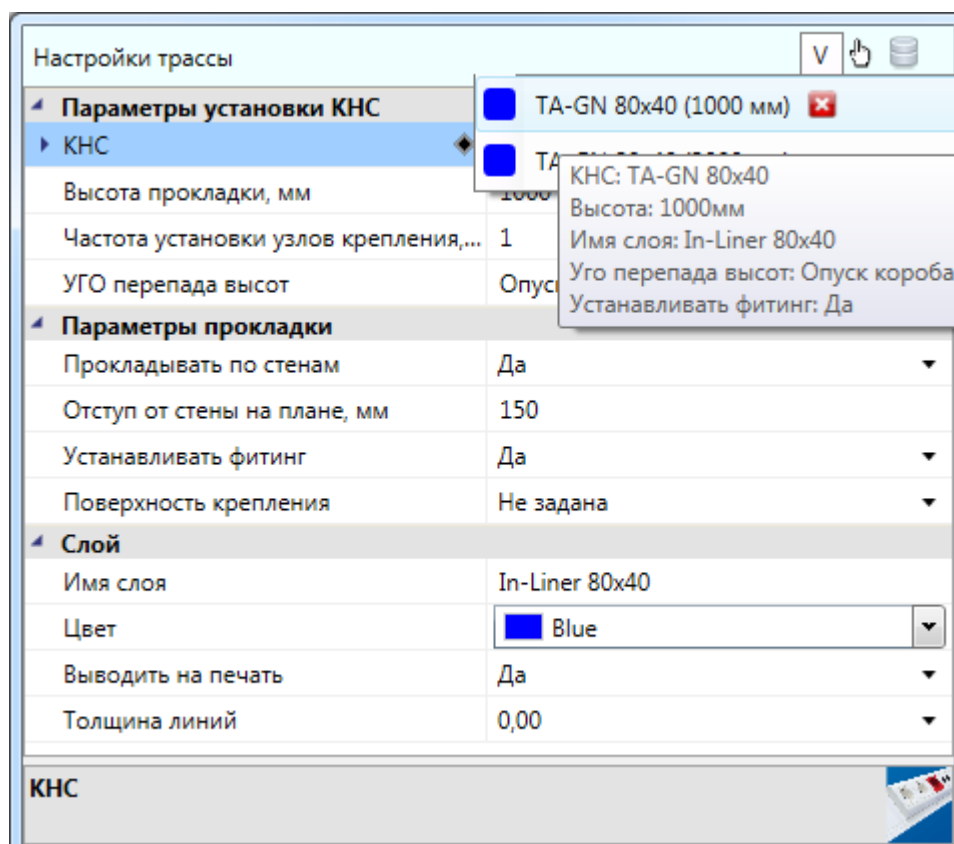 Настройки трассы
V
Параметры установки КНС
TA-GN 80x40 (1000 мм)
КНС
TA-
КНС: TA-GN 80x40
Высота: 1000мм
Имя слоя: In-Liner 80x40
Уго перепада высот: Опуск короба
Устанавливать фитинг: Да
Высота прокладки, мм
1000
Частота установки узлов крепления,...
1
УГО перепада высот
Опуск
Параметры прокладки
Прокладывать по стенам
Да
Отступ от стены на плане, мм
150
Устанавливать фитинг
Да
Поверхность крепления
Не задана
Слой
Имя слоя
In-Liner 80x40
Цвет
Blue
Выводить на печать
Да
Толщина линий
0,00
КНС